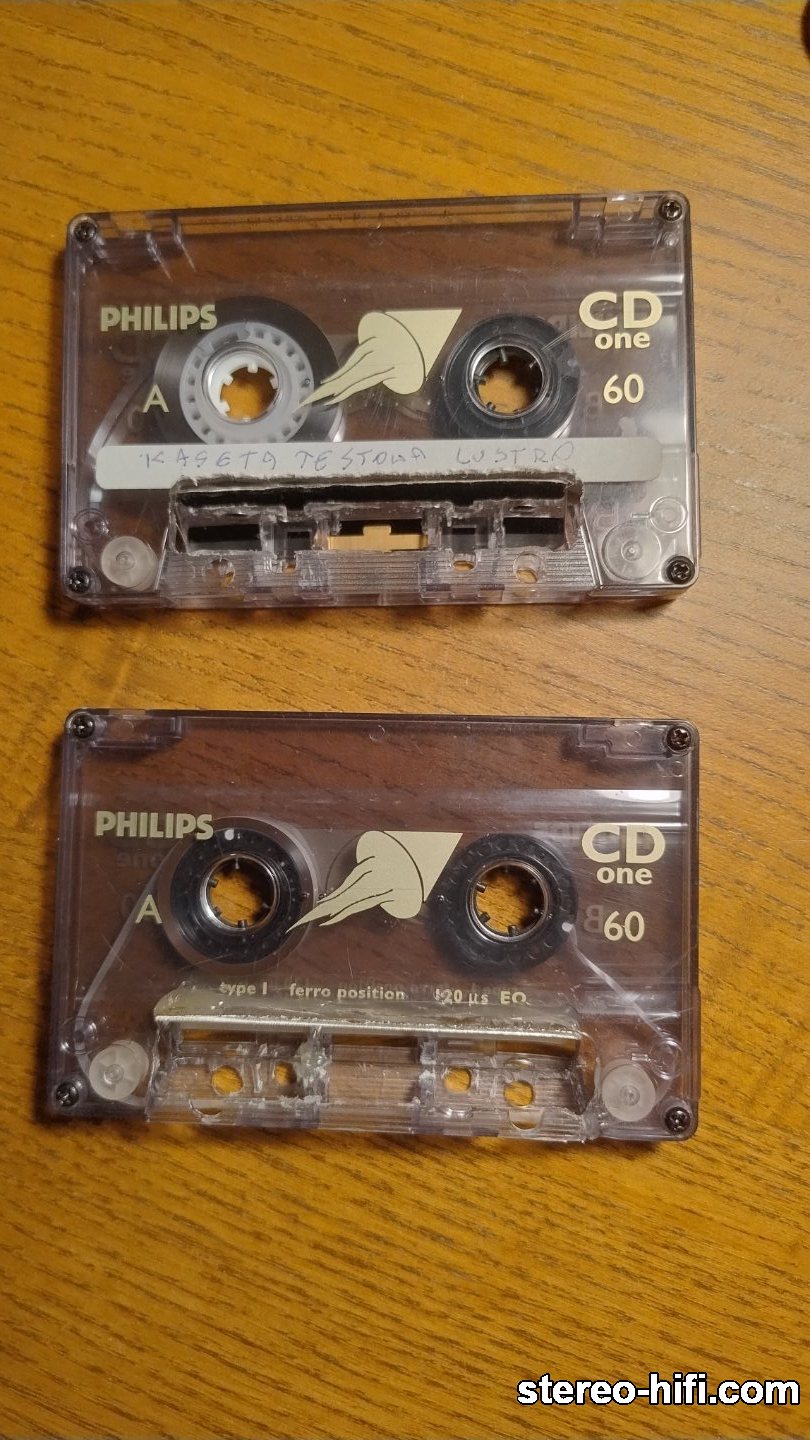 PHILIPS
CD
one
A
60
KASETA TESTOWA LUSTRO
PHILIPS
CD
one
A
60
type I ferro position 120 µs EQ
stereo-hifi.com